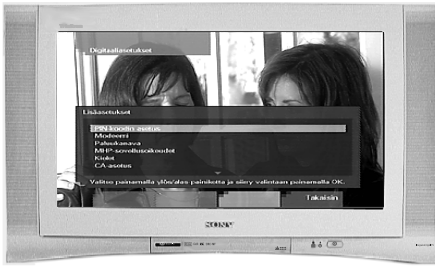 Digitaaliasetukset
Lisäasetukset
PIN-koodin asetus
Modeemi
Paluukanava
MHP-sovellusoikeudet
Kielet
CA-asetus
Valitse painamalla ylös/alas painiketta ja siirry valintaan painamalla OK.
Takaisin
SONY